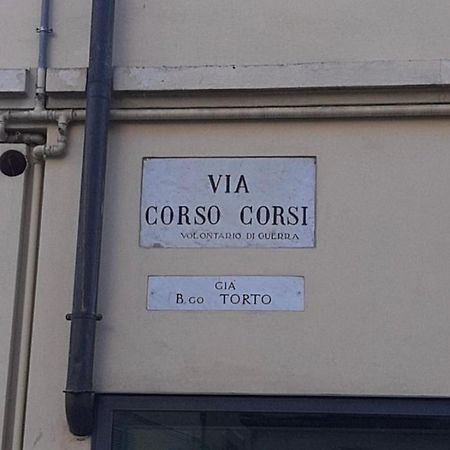 VIA
CORSO CORSI
VOLONTARIO DI GUERRA
GIÀ
B.GO TORTO